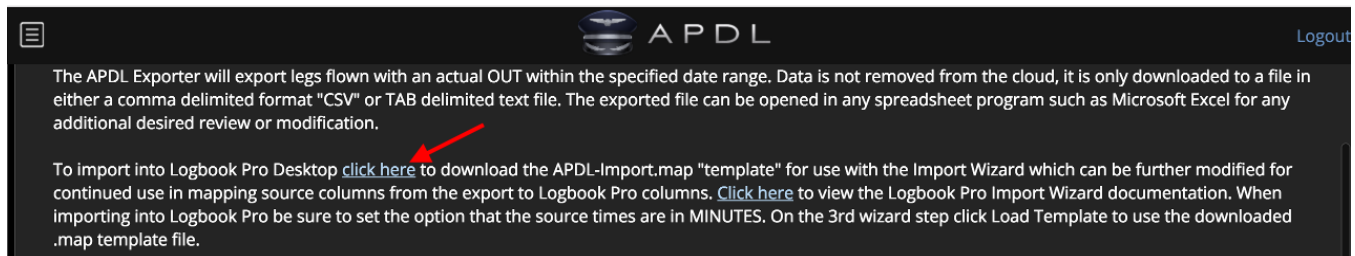 APDL
Logout
The APDL Exporter will export legs flown with an actual OUT within the specified date range. Data is not removed from the cloud, it is only downloaded to a file in
either a comma delimited format "CSV" or TAB delimited text file. The exported file can be opened in any spreadsheet program such as Microsoft Excel for any
additional desired review or modification.
To import into Logbook Pro Desktop click here to download the APDL-Import.map "template" for use with the Import Wizard which can be further modified for
continued use in mapping source columns from the export to Logbook Pro columns. Click here to view the Logbook Pro Import Wizard documentation. When
importing into Logbook Pro be sure to set the option that the source times are in MINUTES. On the 3rd wizard step click Load Template to use the downloaded
.map template file.